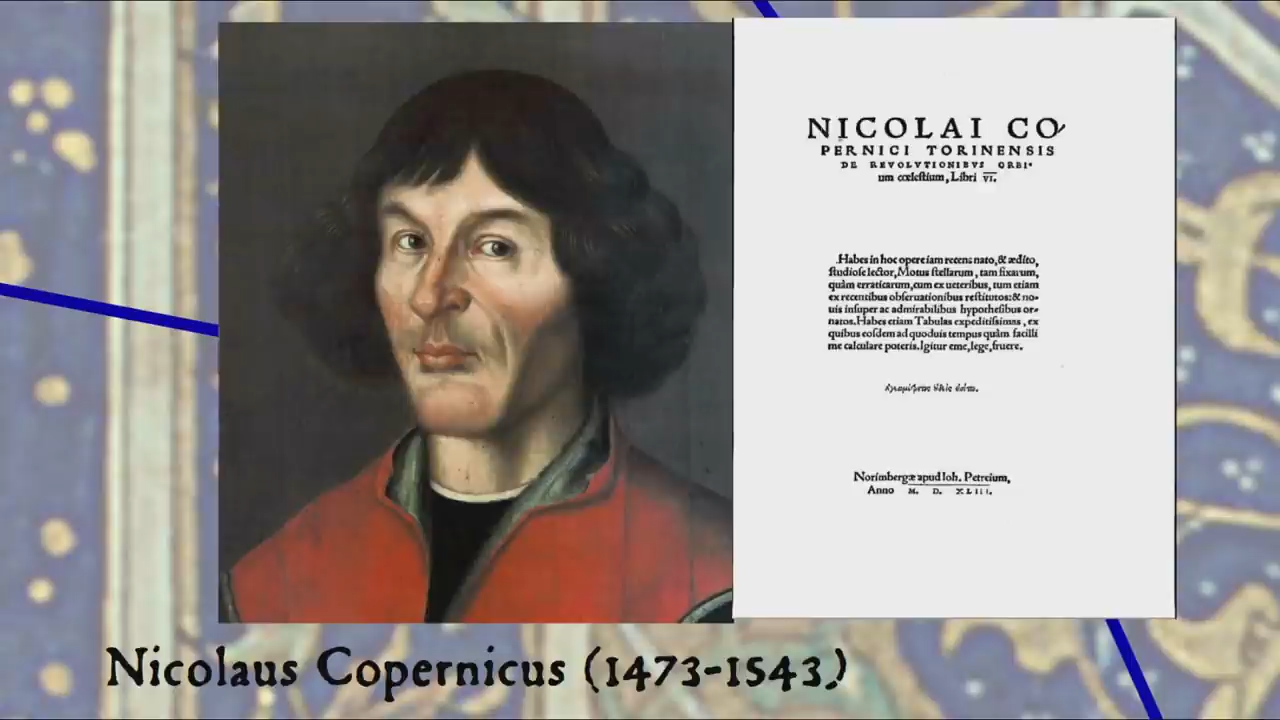 NICOLAI CO
PERNICI TORINENSIS
DE REVOLVTIONIBVS ORBI-
um cœleſtium, Libri VI.
Habes in hoc opere iam recens nato, & ædito,
ſtudioſe lector, Motus ſtellarum, tam fixarum,
quàm erraticarum, cum ex ueteribus, tum etiam
ex recentibus obſeruationibus reſtitutos: & no-
uis inſuper ac admirabilibus hypotheſibus or-
natos. Habes etiam Tabulas expeditiſsimas, ex
quibus eoſdem ad quoduis tempus quàm facilli
me calculare poteris. Igitur eme, lege, fruere.
Norimbergæ apud Ioh. Petreium,
Anno M. D. XLIII.
Nicolaus Copernicus (1473-1543)